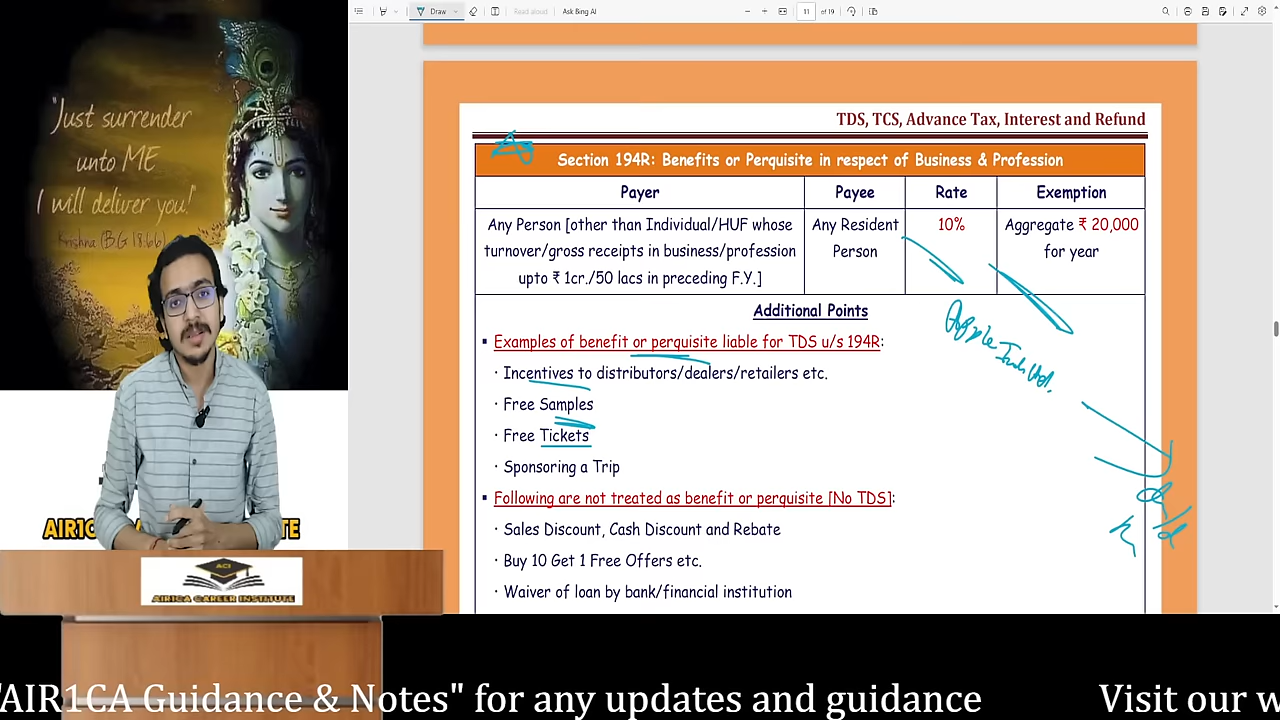 Draw
Read aloud
Ask Bing AI
11 of 19
"Just surrender
unto ME
I will deliver you!"
Krishna (BG 18:66)
TDS, TCS, Advance Tax, Interest and Refund
Section 194R: Benefits or Perquisite in respect of Business & Profession
Payer Payee Rate Exemption
Any Person [other than Individual/HUF whose turnover/gross receipts in business/profession upto ₹ 1cr./50 lacs in preceding F.Y.]
Any Resident Person
10%
Aggregate ₹ 20,000 for year
Additional Points
▪ Examples of benefit or perquisite liable for TDS u/s 194R:
· Incentives to distributors/dealers/retailers etc.
· Free Samples
· Free Tickets
· Sponsoring a Trip
▪ Following are not treated as benefit or perquisite [No TDS]:
· Sales Discount, Cash Discount and Rebate
· Buy 10 Get 1 Free Offers etc.
· Waiver of loan by bank/financial institution
Apple
ACI
AIR1CA CAREER INSTITUTE
"AIR1CA Guidance & Notes" for any updates and guidance
Visit our w